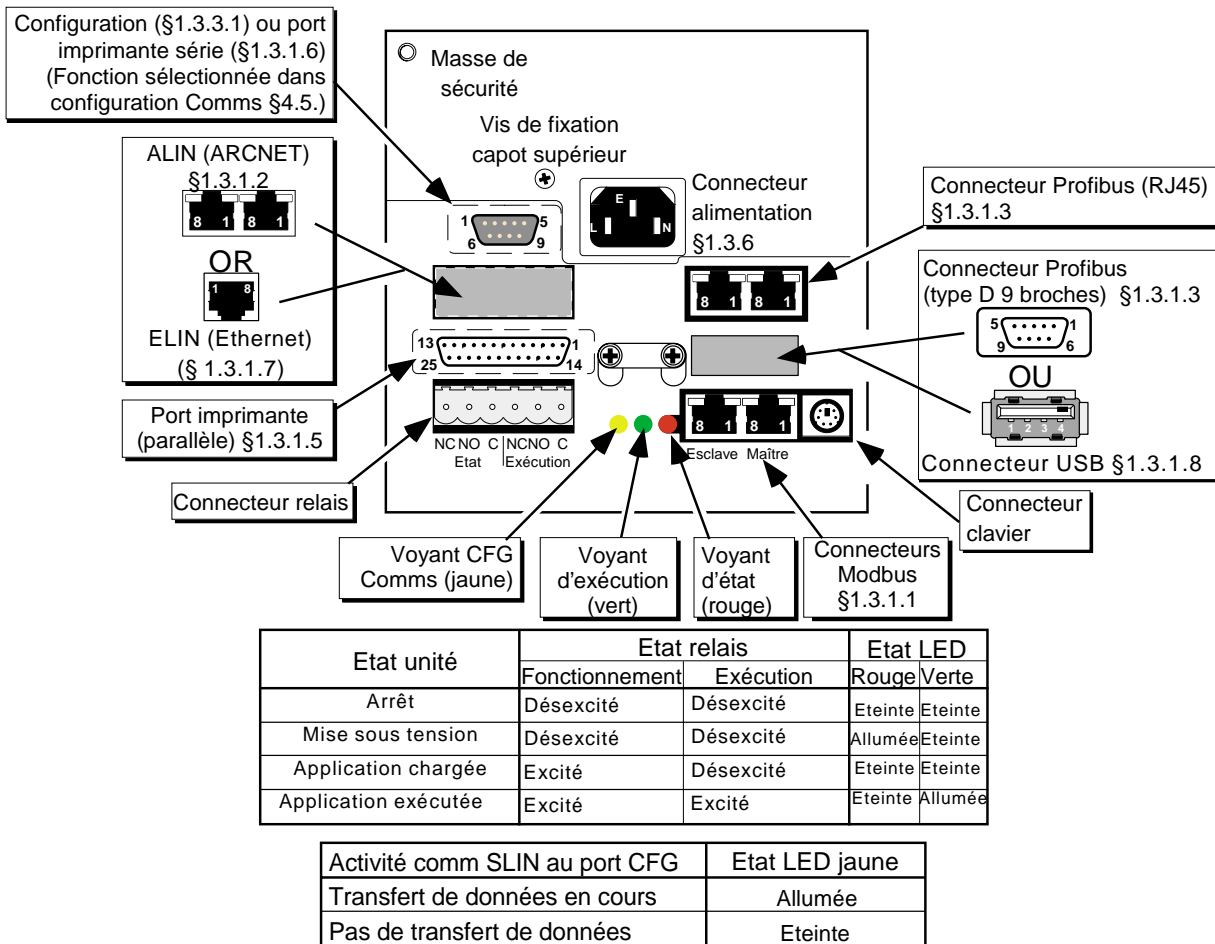 Configuration (§1.3.3.1) ou port
imprimante série (§1.3.1.6)
(Fonction sélectionnée dans
configuration Comms §4.5.)
Masse de
sécurité
Vis de fixation
capot supérieur
ALIN (ARCNET)
§1.3.1.2
8 1 8 1
OR
1 8
ELIN (Ethernet)
(§ 1.3.1.7)
1 5
6 9
E
L N
Connecteur
alimentation
§1.3.6
Connecteur Profibus (RJ45)
§1.3.1.3
8 1 8 1
Connecteur Profibus
(type D 9 broches) §1.3.1.3
5 1
9 6
OU
1 2 3 4
Connecteur USB §1.3.1.8
13 1
25 14
Port imprimante
(parallèle) §1.3.1.5
NC NO C NC NO C
Etat Exécution
8 1 8 1
Esclave Maître
Connecteur relais
Connecteur
clavier
Voyant CFG
Comms (jaune)
Voyant
d'exécution
(vert)
Voyant
d'état
(rouge)
Connecteurs
Modbus
§1.3.1.1
Etat unité Etat relais Etat LED
Fonctionnement Exécution Rouge Verte
Arrêt Désexcité Désexcité Eteinte Eteinte
Mise sous tension Désexcité Désexcité Allumée Eteinte
Application chargée Excité Désexcité Eteinte Eteinte
Application exécutée Excité Excité Eteinte Allumée
Activité comm SLIN au port CFG Etat LED jaune
Transfert de données en cours Allumée
Pas de transfert de données Eteinte